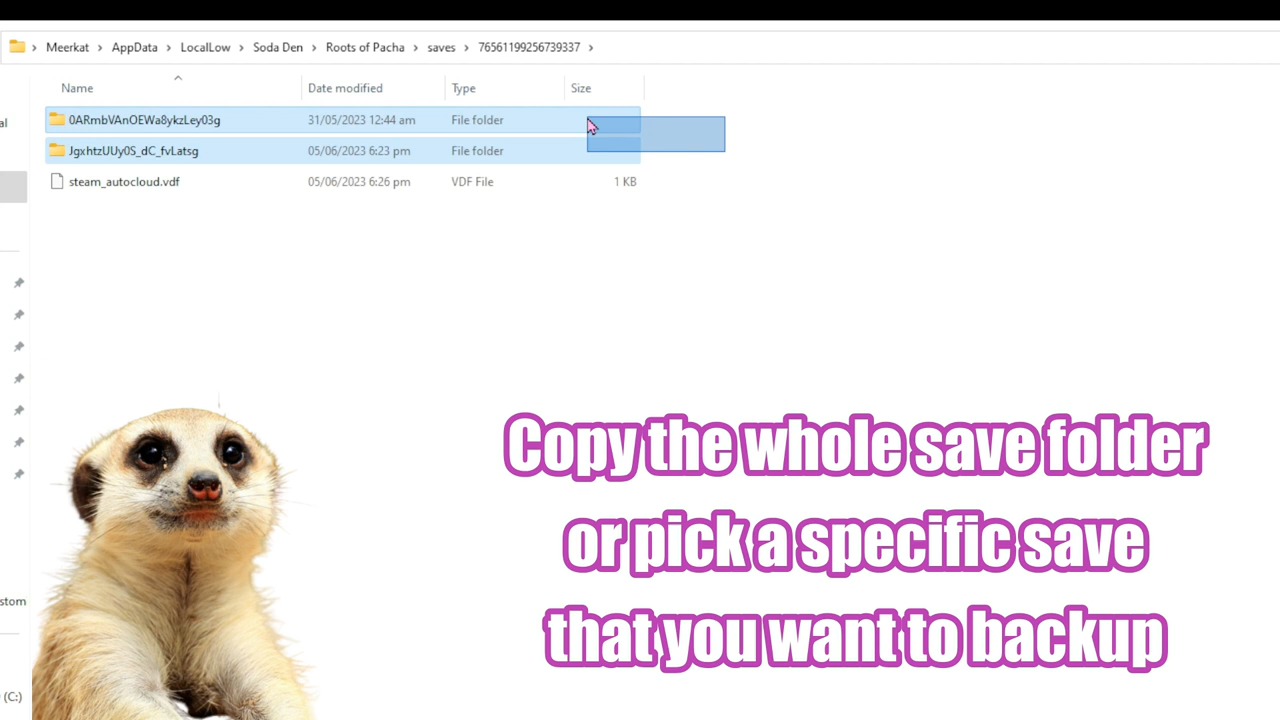 Meerkat > AppData > LocalLow > Soda Den > Roots of Pacha > saves > 76561199256739337 >
Name Date modified Type Size
0ARmbVAnOEWa8ykzLey03g 31/05/2023 12:44 am File folder
JgxhtzUUy0S_dC_fvLatsg 05/06/2023 6:23 pm File folder
steam_autocloud.vdf 05/06/2023 6:26 pm VDF File 1 KB
al
stom
(C:)
Copy the whole save folder
or pick a specific save
that you want to backup